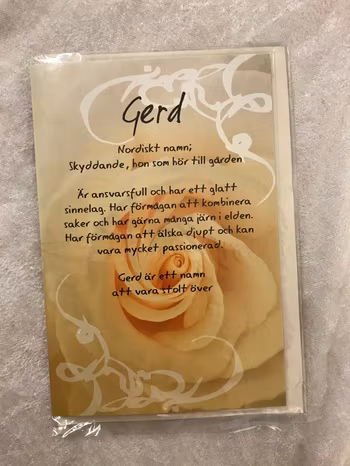 Gerd
Nordiskt namn;
Skyddande, hon som hör till gården
Är ansvarsfull och har ett glatt
sinnelag. Har förmågan att kombinera
saker och har gärna många järn i elden.
Har förmågan att älska djupt och kan
vara mycket passionerad.
Gerd är ett namn
att vara stolt över